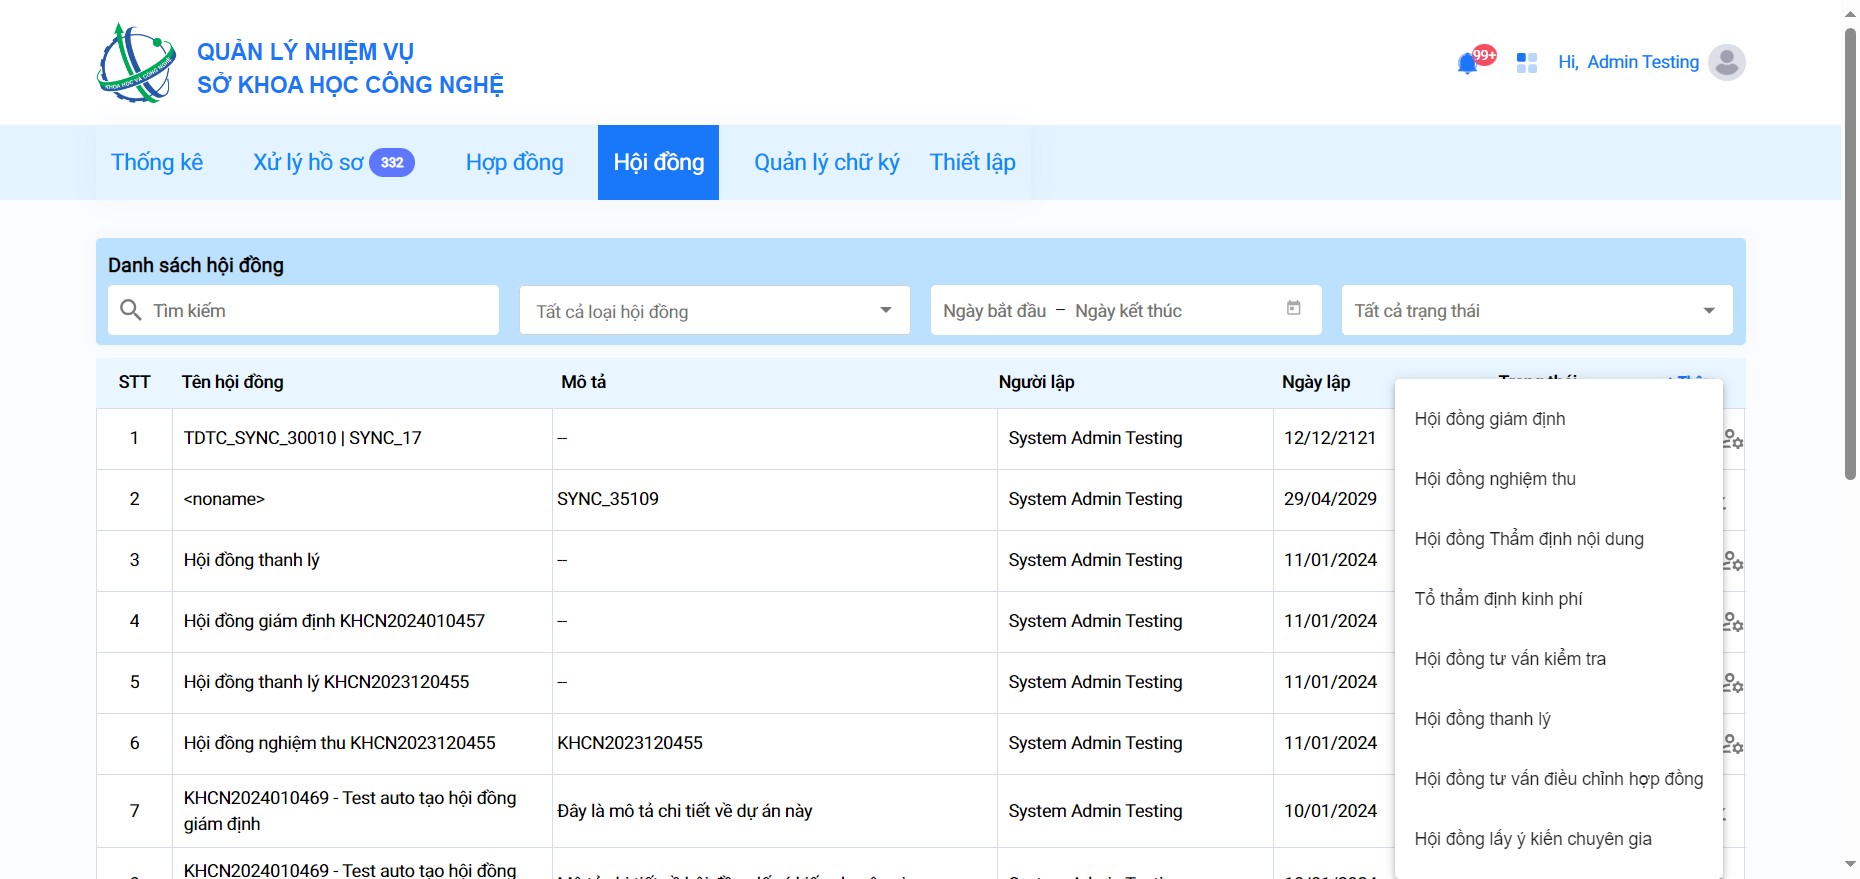 KHOA HỌC VÀ CÔNG NGHỆ
QUẢN LÝ NHIỆM VỤ
SỞ KHOA HỌC CÔNG NGHỆ
99+
Hi, Admin Testing
Thống kê
Xử lý hồ sơ 332
Hợp đồng
Hội đồng
Quản lý chữ ký
Thiết lập
Danh sách hội đồng
Tìm kiếm
Tất cả loại hội đồng
Ngày bắt đầu – Ngày kết thúc
Tất cả trạng thái
STT Tên hội đồng Mô tả Người lập Ngày lập
1 TDTC_SYNC_30010 | SYNC_17 -- System Admin Testing 12/12/2121
2 <noname> SYNC_35109 System Admin Testing 29/04/2029
3 Hội đồng thanh lý -- System Admin Testing 11/01/2024
4 Hội đồng giám định KHCN2024010457 -- System Admin Testing 11/01/2024
5 Hội đồng thanh lý KHCN2023120455 -- System Admin Testing 11/01/2024
6 Hội đồng nghiệm thu KHCN2023120455 KHCN2023120455 System Admin Testing 11/01/2024
7 KHCN2024010469 - Test auto tạo hội đồng
giám định Đây là mô tả chi tiết về dự án này System Admin Testing 10/01/2024
KHCN2024010469 - Test auto tạo hội đồng
Hội đồng giám định
Hội đồng nghiệm thu
Hội đồng Thẩm định nội dung
Tổ thẩm định kinh phí
Hội đồng tư vấn kiểm tra
Hội đồng thanh lý
Hội đồng tư vấn điều chỉnh hợp đồng
Hội đồng lấy ý kiến chuyên gia